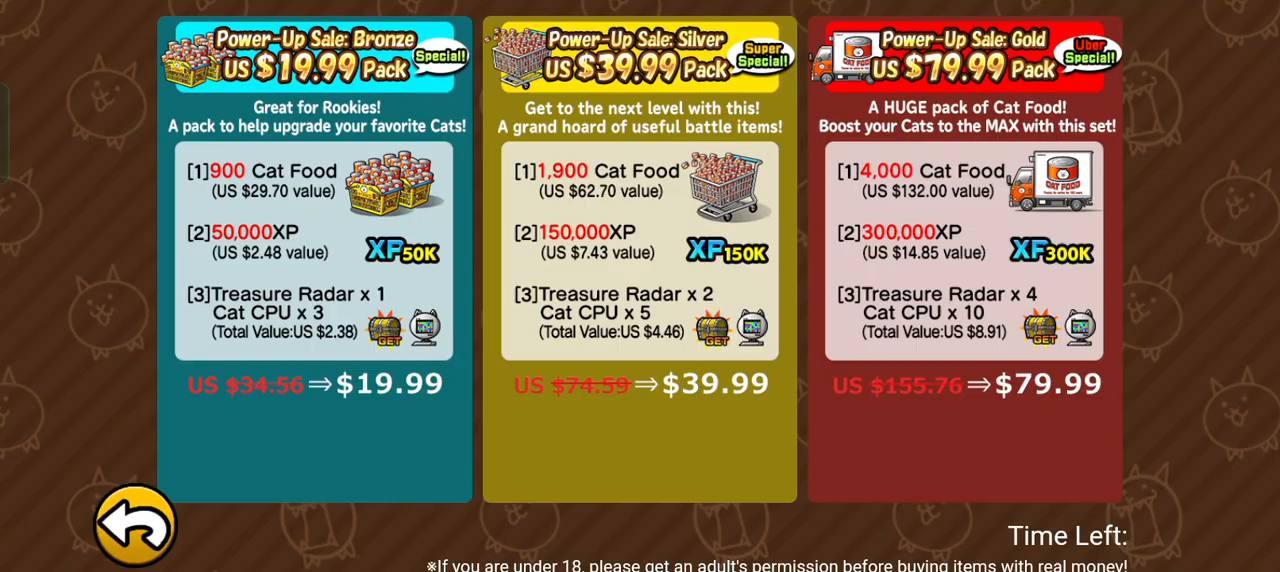 Power-Up Sale: Bronze
US $19.99 Pack
Special!
Great for Rookies!
A pack to help upgrade your favorite Cats!
[1]900 Cat Food
(US $29.70 value)
[2]50,000XP
(US $2.48 value)
XP50K
[3]Treasure Radar x 1
Cat CPU x 3
(Total Value:US $2.38)
GET
US $34.56⇒$19.99
Power-Up Sale: Silver
US $39.99 Pack
Super
Special!
Get to the next level with this!
A grand hoard of useful battle items!
[1]1,900 Cat Food
(US $62.70 value)
[2]150,000XP
(US $7.43 value)
XP150K
[3]Treasure Radar x 2
Cat CPU x 5
(Total Value:US $4.46)
GET
US $74.59⇒$39.99
Power-Up Sale: Gold
US $79.99 Pack
Uber
Special!
CAT FOOD
A HUGE pack of Cat Food!
Boost your Cats to the MAX with this set!
[1]4,000 Cat Food
(US $132.00 value)
CAT FOOD
[2]300,000XP
(US $14.85 value)
XP300K
[3]Treasure Radar x 4
Cat CPU x 10
(Total Value:US $8.91)
GET
US $155.76⇒$79.99
Time Left:
※If you are under 18, please get an adult's permission before buying items with real money!